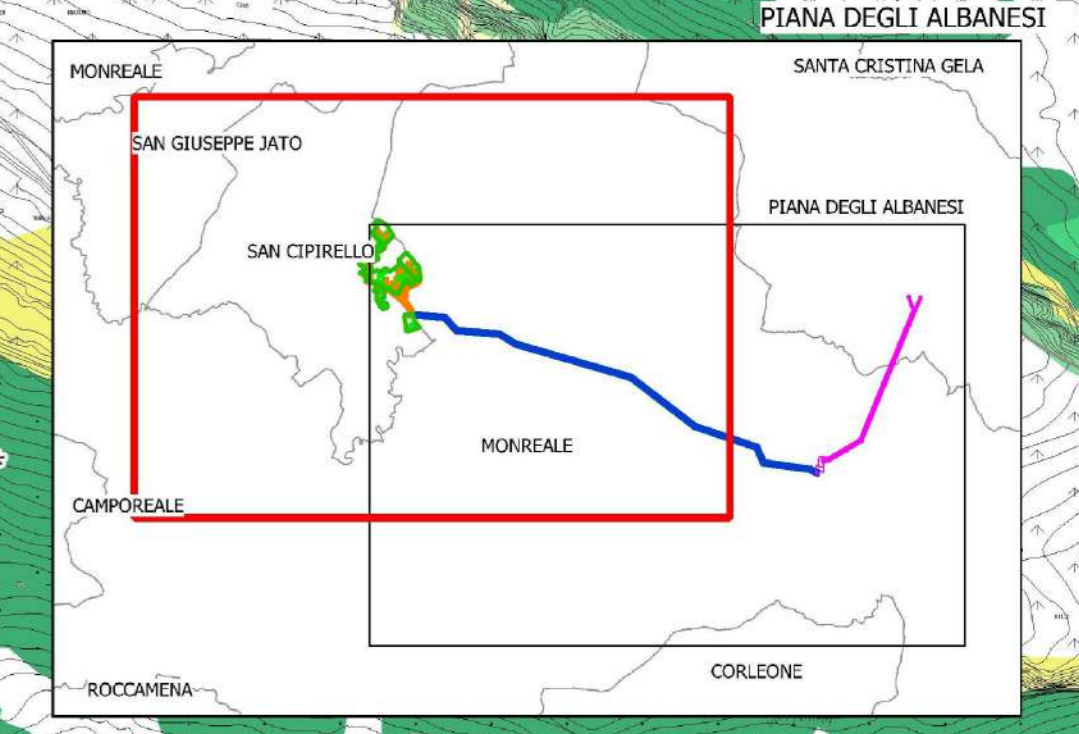 PIANA DEGLI ALBANESI
MONREALE
SANTA CRISTINA GELA
SAN GIUSEPPE JATO
PIANA DEGLI ALBANESI
SAN CIPIRELLO
MONREALE
CAMPOREALE
CORLEONE
ROCCAMENA